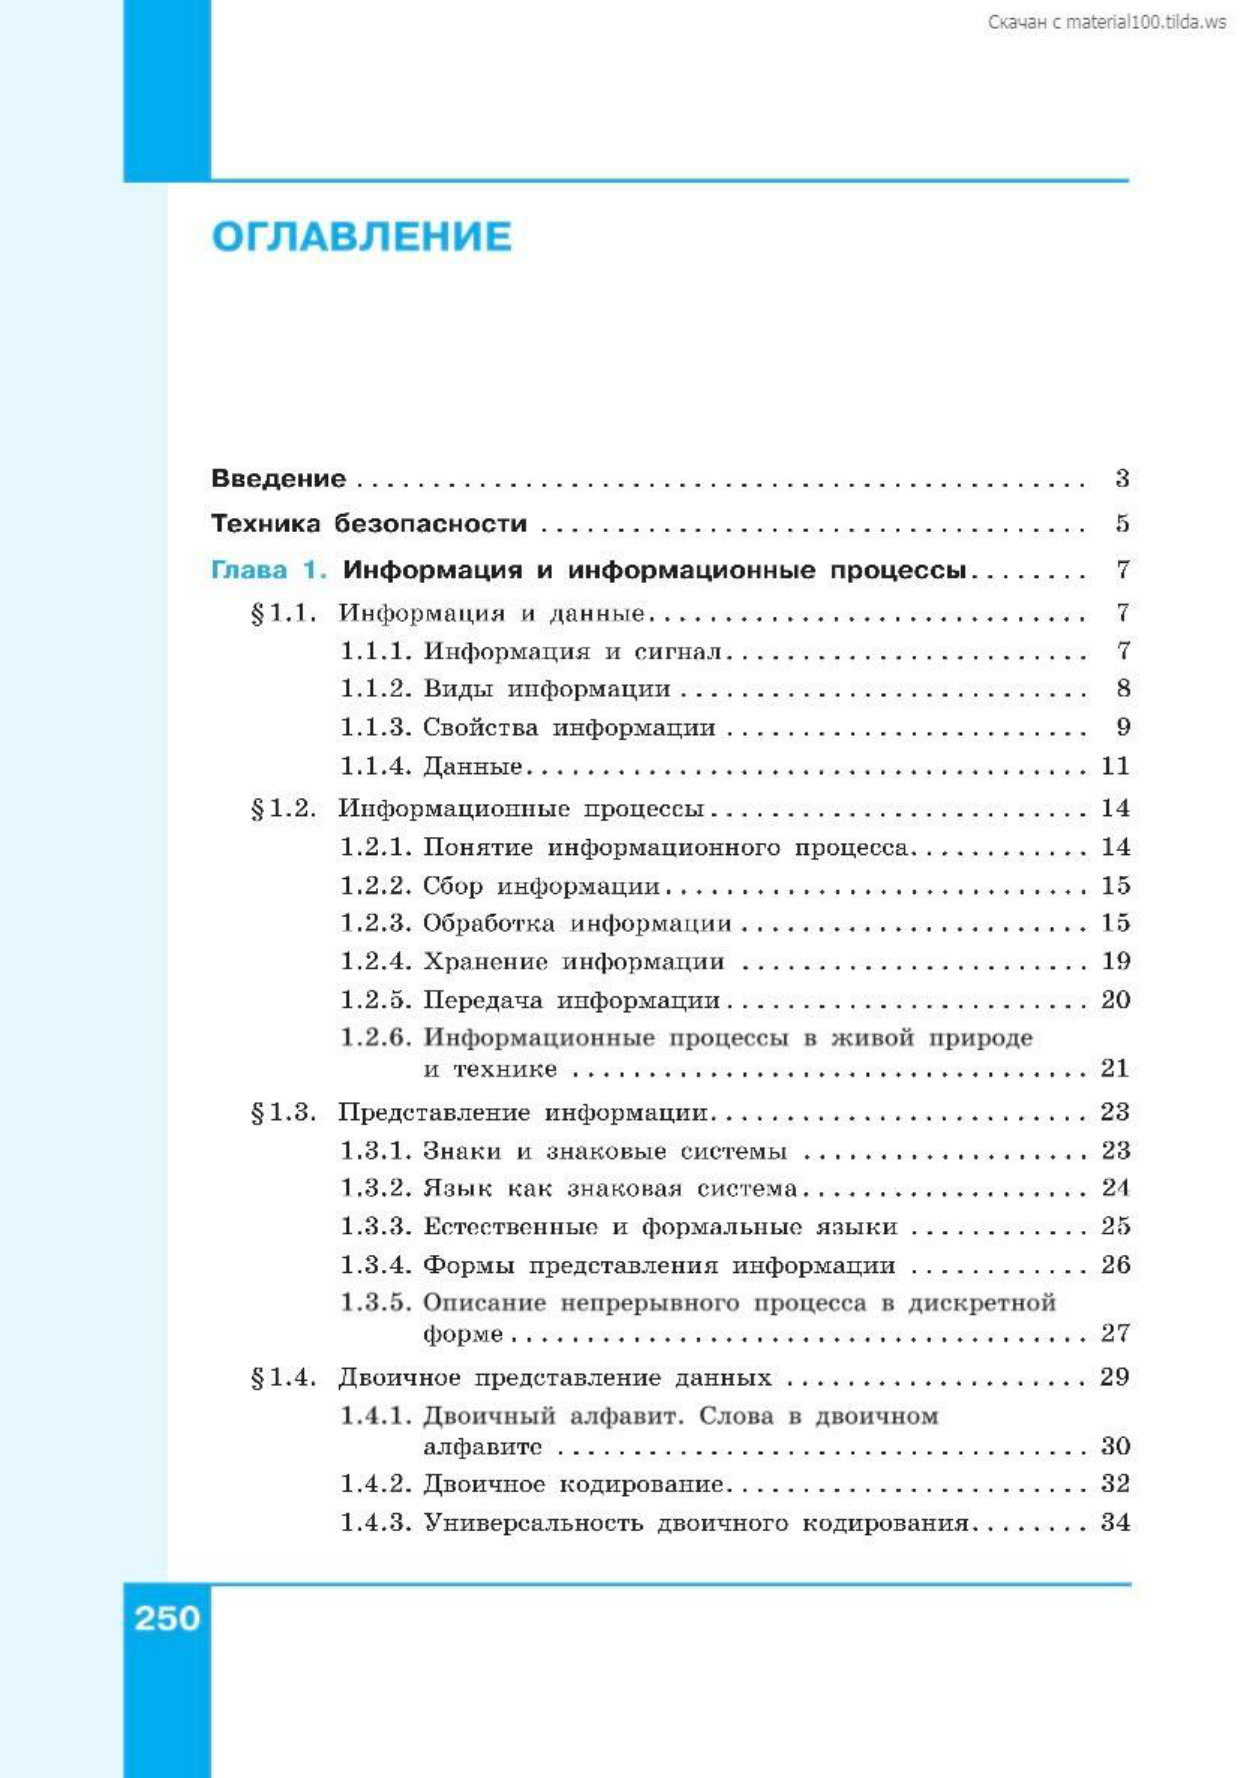 Скачан с material100.tilda.ws
ОГЛАВЛЕНИЕ
Введение . . . . . . . . . . . . . . . . . . . . . . . . . . . . . . . . . . . . . . . . . . . . . . . . . 3
Техника безопасности . . . . . . . . . . . . . . . . . . . . . . . . . . . . . . . . . . . . . 5
Глава 1. Информация и информационные процессы. . . . . . . . 7
§ 1.1. Информация и данные. . . . . . . . . . . . . . . . . . . . . . . . . . . . . 7
1.1.1. Информация и сигнал. . . . . . . . . . . . . . . . . . . . . . . . 7
1.1.2. Виды информации . . . . . . . . . . . . . . . . . . . . . . . . . . . 8
1.1.3. Свойства информации . . . . . . . . . . . . . . . . . . . . . . . . 9
1.1.4. Данные. . . . . . . . . . . . . . . . . . . . . . . . . . . . . . . . . . . . . 11
§ 1.2. Информационные процессы . . . . . . . . . . . . . . . . . . . . . . . . . 14
1.2.1. Понятие информационного процесса. . . . . . . . . . . . 14
1.2.2. Сбор информации . . . . . . . . . . . . . . . . . . . . . . . . . . . . 15
1.2.3. Обработка информации . . . . . . . . . . . . . . . . . . . . . . . 15
1.2.4. Хранение информации . . . . . . . . . . . . . . . . . . . . . . . 19
1.2.5. Передача информации . . . . . . . . . . . . . . . . . . . . . . . . 20
1.2.6. Информационные процессы в живой природе
и технике . . . . . . . . . . . . . . . . . . . . . . . . . . . . . . . . . . 21
§ 1.3. Представление информации. . . . . . . . . . . . . . . . . . . . . . . . . 23
1.3.1. Знаки и знаковые системы . . . . . . . . . . . . . . . . . . . 23
1.3.2. Язык как знаковая система. . . . . . . . . . . . . . . . . . . 24
1.3.3. Естественные и формальные языки . . . . . . . . . . . . 25
1.3.4. Формы представления информации . . . . . . . . . . . . 26
1.3.5. Описание непрерывного процесса в дискретной
форме . . . . . . . . . . . . . . . . . . . . . . . . . . . . . . . . . . . . . . 27
§ 1.4. Двоичное представление данных . . . . . . . . . . . . . . . . . . . . 29
1.4.1. Двоичный алфавит. Слова в двоичном
алфавите . . . . . . . . . . . . . . . . . . . . . . . . . . . . . . . . . . . 30
1.4.2. Двоичное кодирование. . . . . . . . . . . . . . . . . . . . . . . . 32
1.4.3. Универсальность двоичного кодирования. . . . . . . . 34
250